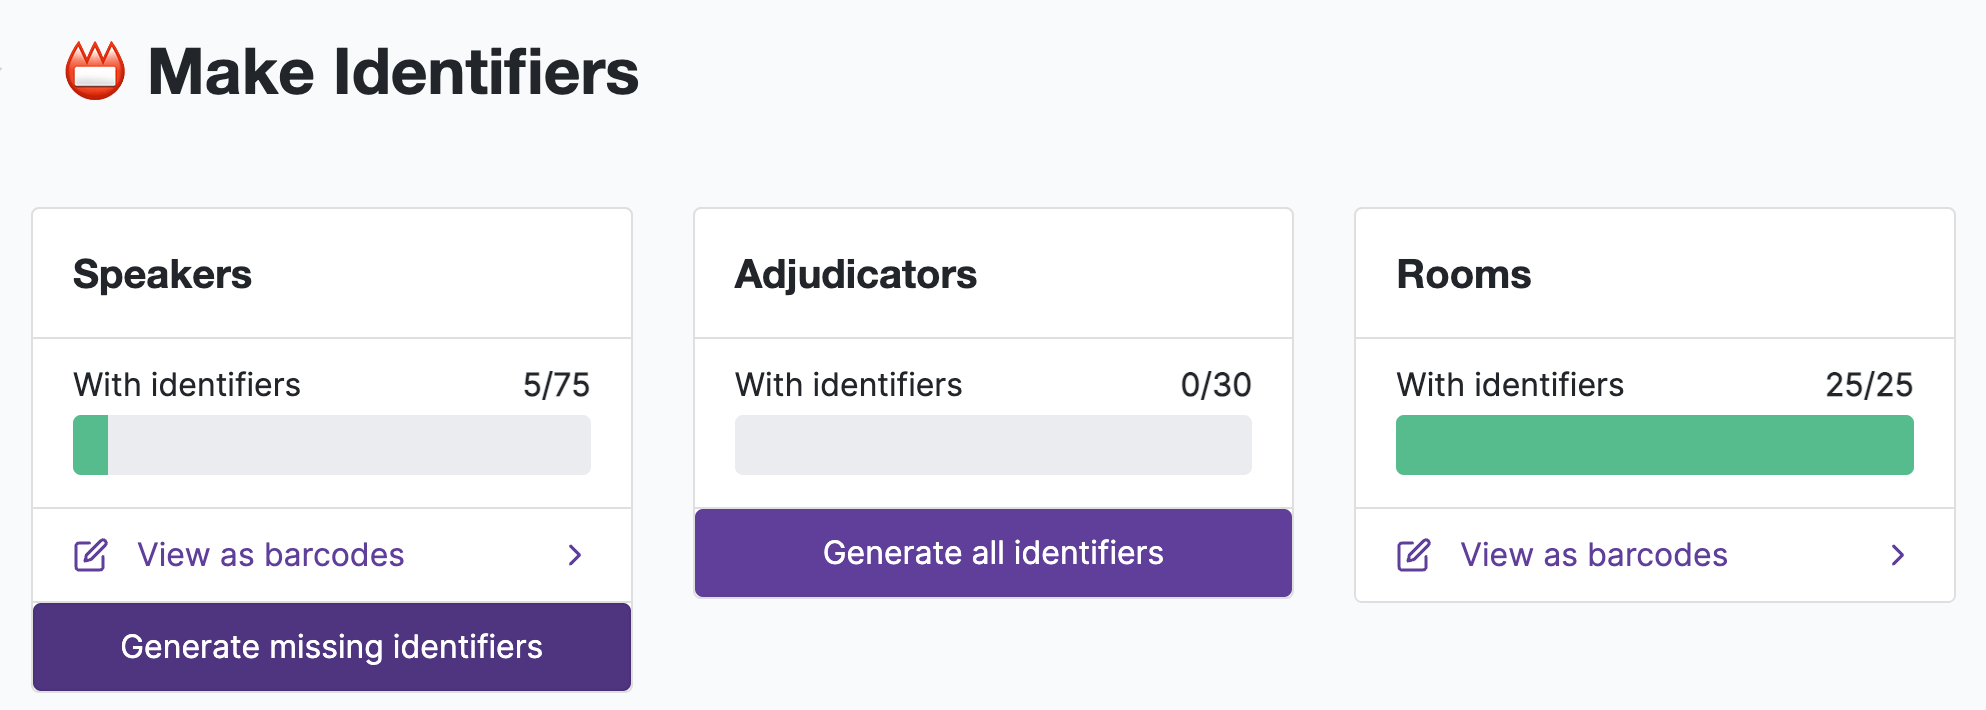 Make Identifiers
Speakers
With identifiers 5/75
View as barcodes
Generate missing identifiers
Adjudicators
With identifiers 0/30
Generate all identifiers
Rooms
With identifiers 25/25
View as barcodes